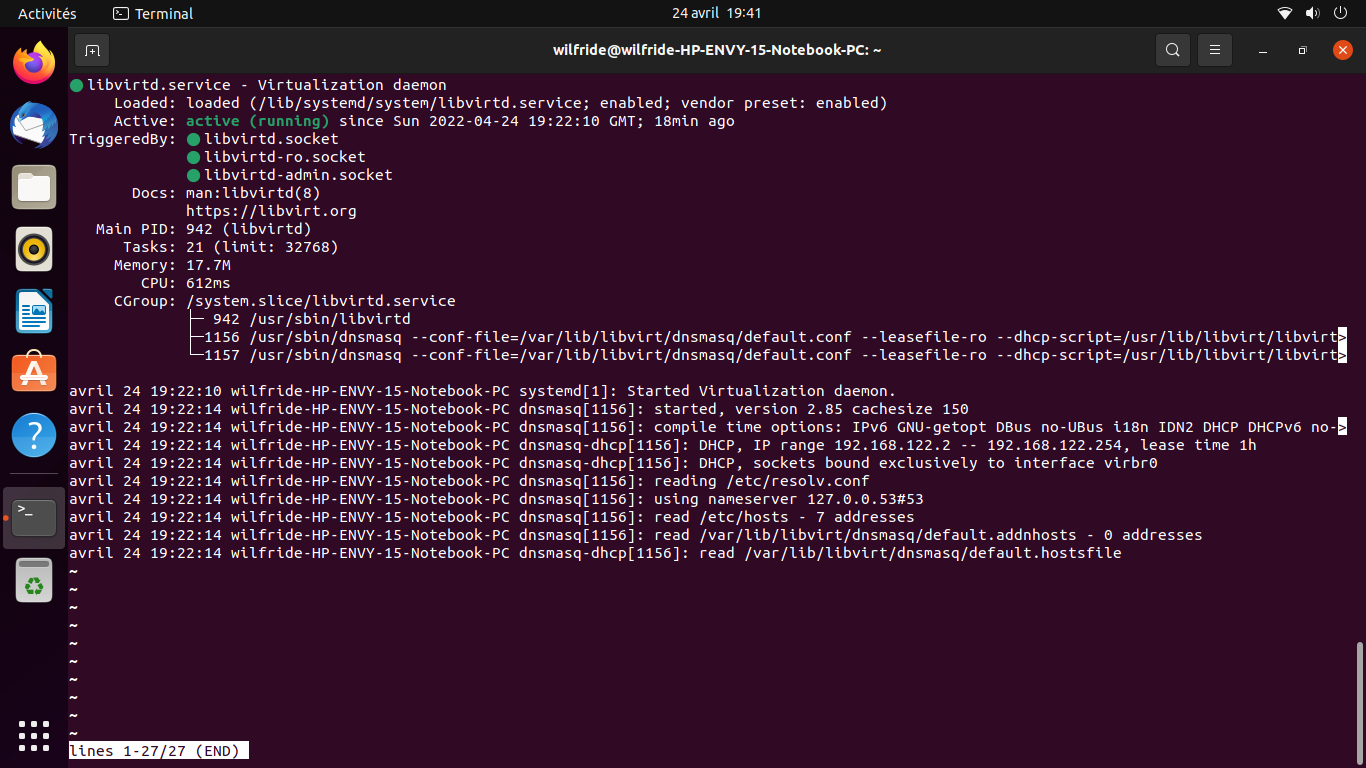 Activités
Terminal
24 avril 19:41
wilfride@wilfride-HP-ENVY-15-Notebook-PC: ~
libvirtd.service - Virtualization daemon
Loaded: loaded (/lib/systemd/system/libvirtd.service; enabled; vendor preset: enabled)
Active: active (running) since Sun 2022-04-24 19:22:10 GMT; 18min ago
TriggeredBy: ● libvirtd.socket
● libvirtd-ro.socket
● libvirtd-admin.socket
Docs: man:libvirtd(8)
https://libvirt.org
Main PID: 942 (libvirtd)
Tasks: 21 (limit: 32768)
Memory: 17.7M
CPU: 612ms
CGroup: /system.slice/libvirtd.service
├─ 942 /usr/sbin/libvirtd
├─1156 /usr/sbin/dnsmasq --conf-file=/var/lib/libvirt/dnsmasq/default.conf --leasefile-ro --dhcp-script=/usr/lib/libvirt/libvirt>
└─1157 /usr/sbin/dnsmasq --conf-file=/var/lib/libvirt/dnsmasq/default.conf --leasefile-ro --dhcp-script=/usr/lib/libvirt/libvirt>
avril 24 19:22:10 wilfride-HP-ENVY-15-Notebook-PC systemd[1]: Started Virtualization daemon.
avril 24 19:22:14 wilfride-HP-ENVY-15-Notebook-PC dnsmasq[1156]: started, version 2.85 cachesize 150
avril 24 19:22:14 wilfride-HP-ENVY-15-Notebook-PC dnsmasq[1156]: compile time options: IPv6 GNU-getopt DBus no-UBus i18n IDN2 DHCP DHCPv6 no->
avril 24 19:22:14 wilfride-HP-ENVY-15-Notebook-PC dnsmasq-dhcp[1156]: DHCP, IP range 192.168.122.2 -- 192.168.122.254, lease time 1h
avril 24 19:22:14 wilfride-HP-ENVY-15-Notebook-PC dnsmasq-dhcp[1156]: DHCP, sockets bound exclusively to interface virbr0
avril 24 19:22:14 wilfride-HP-ENVY-15-Notebook-PC dnsmasq[1156]: reading /etc/resolv.conf
avril 24 19:22:14 wilfride-HP-ENVY-15-Notebook-PC dnsmasq[1156]: using nameserver 127.0.0.53#53
avril 24 19:22:14 wilfride-HP-ENVY-15-Notebook-PC dnsmasq[1156]: read /etc/hosts - 7 addresses
avril 24 19:22:14 wilfride-HP-ENVY-15-Notebook-PC dnsmasq[1156]: read /var/lib/libvirt/dnsmasq/default.addnhosts - 0 addresses
avril 24 19:22:14 wilfride-HP-ENVY-15-Notebook-PC dnsmasq-dhcp[1156]: read /var/lib/libvirt/dnsmasq/default.hostsfile
~
~
~
~
~
~
~
~
~
~
lines 1-27/27 (END)